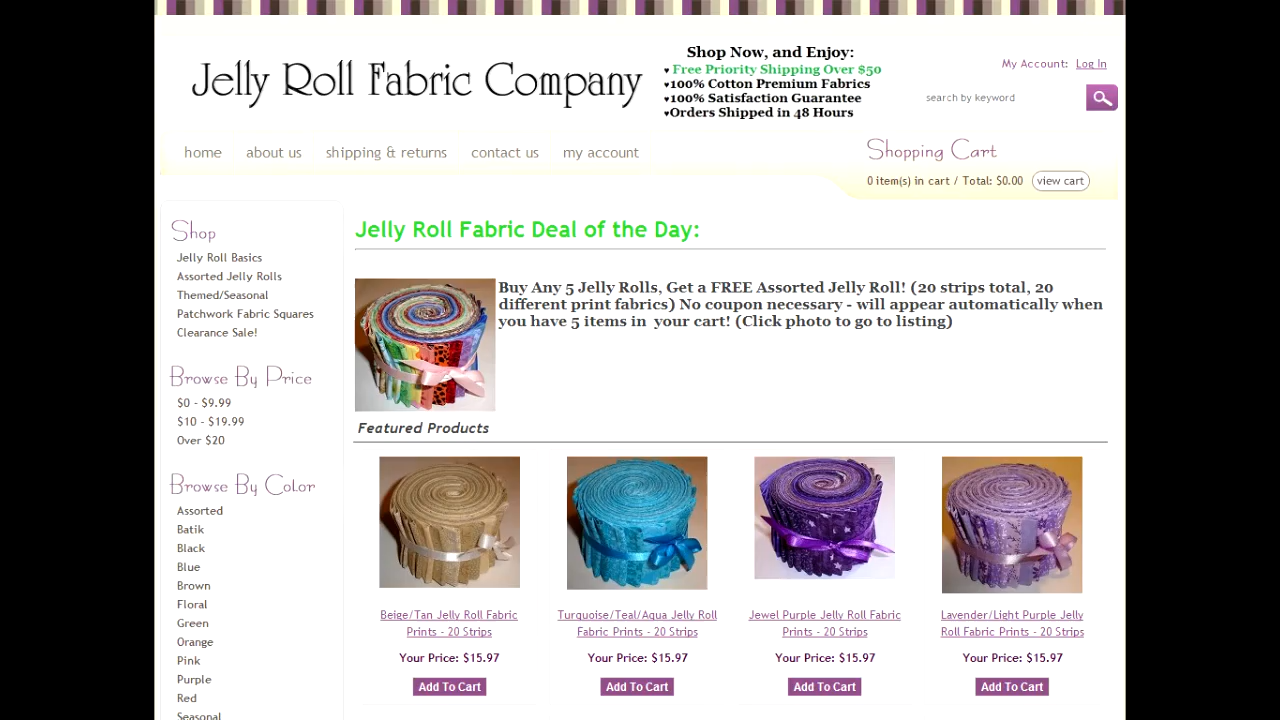 Jelly Roll Fabric Company
Shop Now, and Enjoy:
♥ Free Priority Shipping Over $50
♥100% Cotton Premium Fabrics
♥100% Satisfaction Guarantee
♥Orders Shipped in 48 Hours
My Account: Log In
search by keyword
home about us shipping & returns contact us my account
Shopping Cart
0 item(s) in cart / Total: $0.00 view cart
Shop
Jelly Roll Basics
Assorted Jelly Rolls
Themed/Seasonal
Patchwork Fabric Squares
Clearance Sale!
Browse By Price
$0 - $9.99
$10 - $19.99
Over $20
Browse By Color
Assorted
Batik
Black
Blue
Brown
Floral
Green
Orange
Pink
Purple
Red
Seasonal
Jelly Roll Fabric Deal of the Day:
Buy Any 5 Jelly Rolls, Get a FREE Assorted Jelly Roll! (20 strips total, 20
different print fabrics) No coupon necessary - will appear automatically when
you have 5 items in your cart! (Click photo to go to listing)
Featured Products
Beige/Tan Jelly Roll Fabric
Prints - 20 Strips
Your Price: $15.97
Add To Cart
Turquoise/Teal/Aqua Jelly Roll
Fabric Prints - 20 Strips
Your Price: $15.97
Add To Cart
Jewel Purple Jelly Roll Fabric
Prints - 20 Strips
Your Price: $15.97
Add To Cart
Lavender/Light Purple Jelly
Roll Fabric Prints - 20 Strips
Your Price: $15.97
Add To Cart